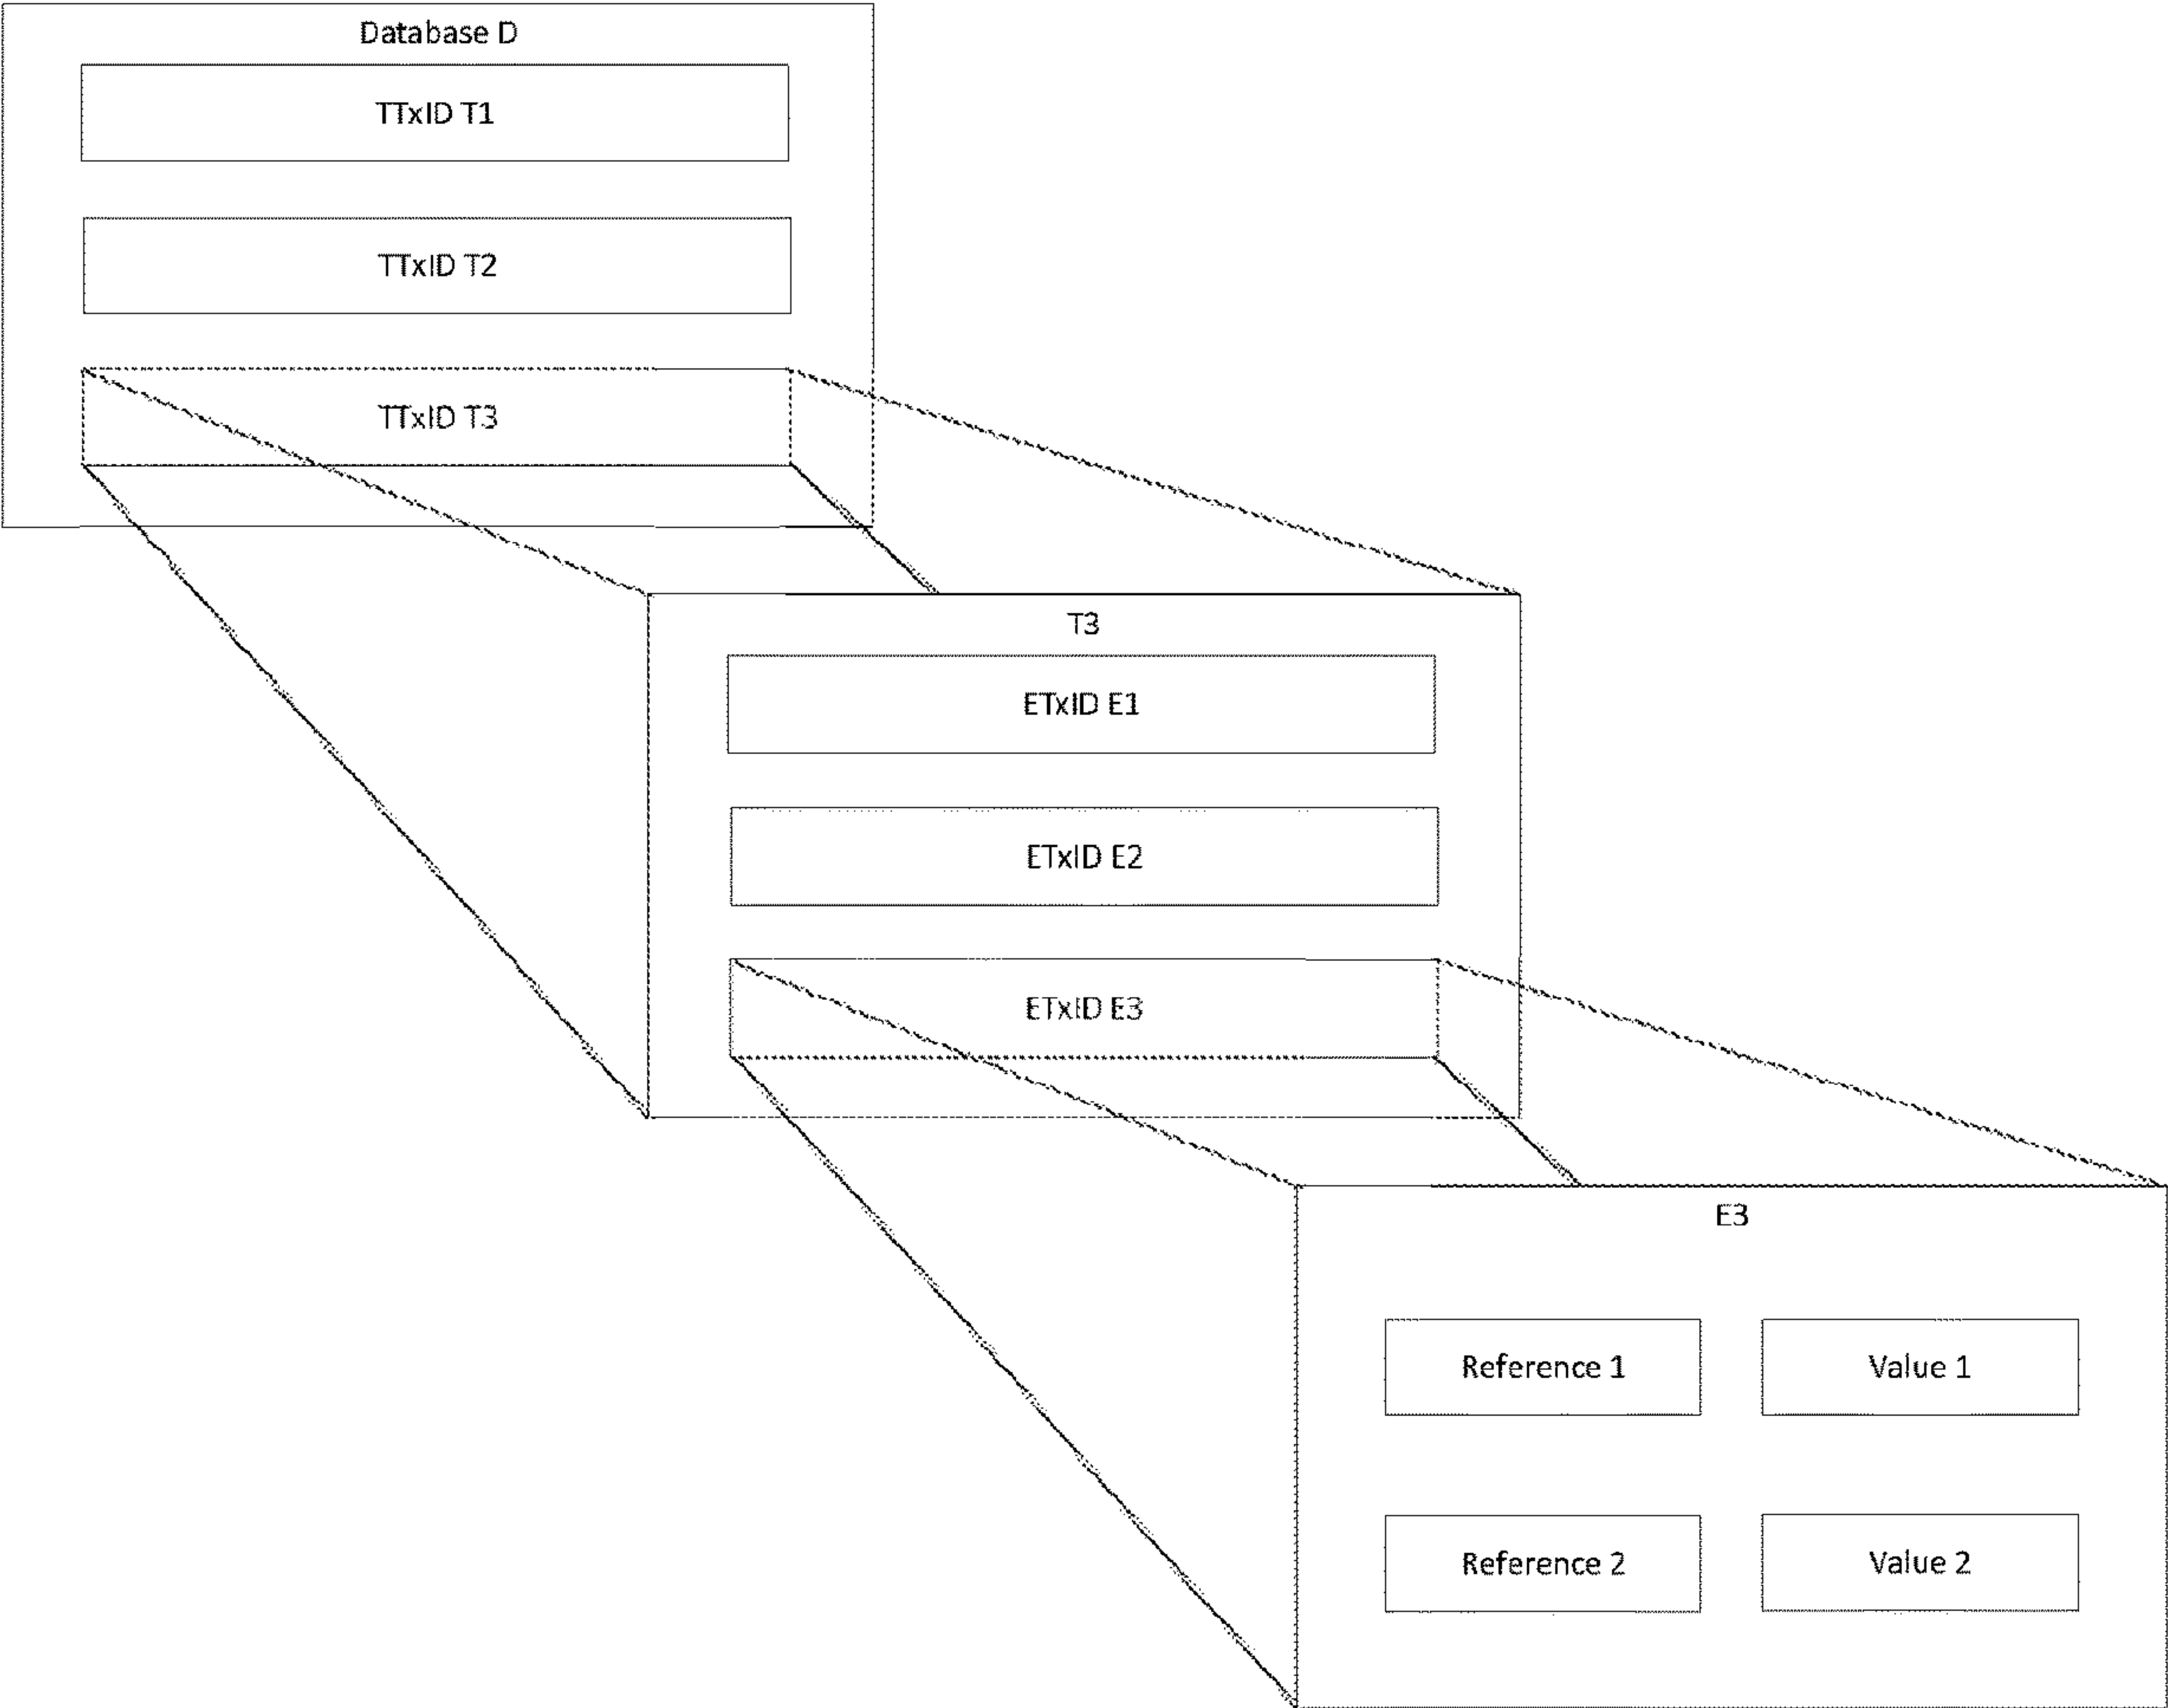 Database D
TTxID T1
TTxID T2
TTxID T3
T3
ETxID E1
ETxID E2
ETxID E3
E3
Reference 1 Value 1
Reference 2 Value 2